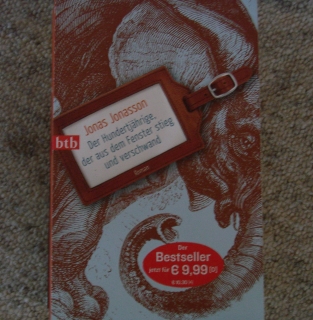 Jonas Jonasson
Der Hundertjährige,
der aus dem Fenster stieg
und verschwand
Roman
btb
Der
Bestseller
jetzt für € 9,99 [D]